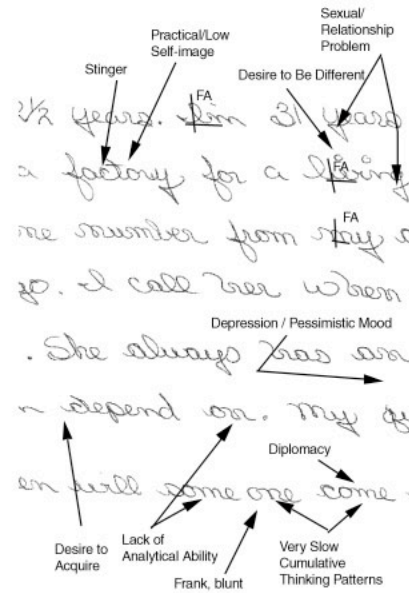 Sexual/
Relationship
Problem
Practical/Low
Self-image
Stinger
Desire to Be Different
FA
2½ years. I'm 31 years
FA
a factory for a living
FA
me number from my
go. I call her when
Depression / Pessimistic Mood
. She always has an
n depend on. My
Diplomacy
en will some one come
Desire to
Acquire
Lack of
Analytical Ability
Frank, blunt
Very Slow
Cumulative
Thinking Patterns